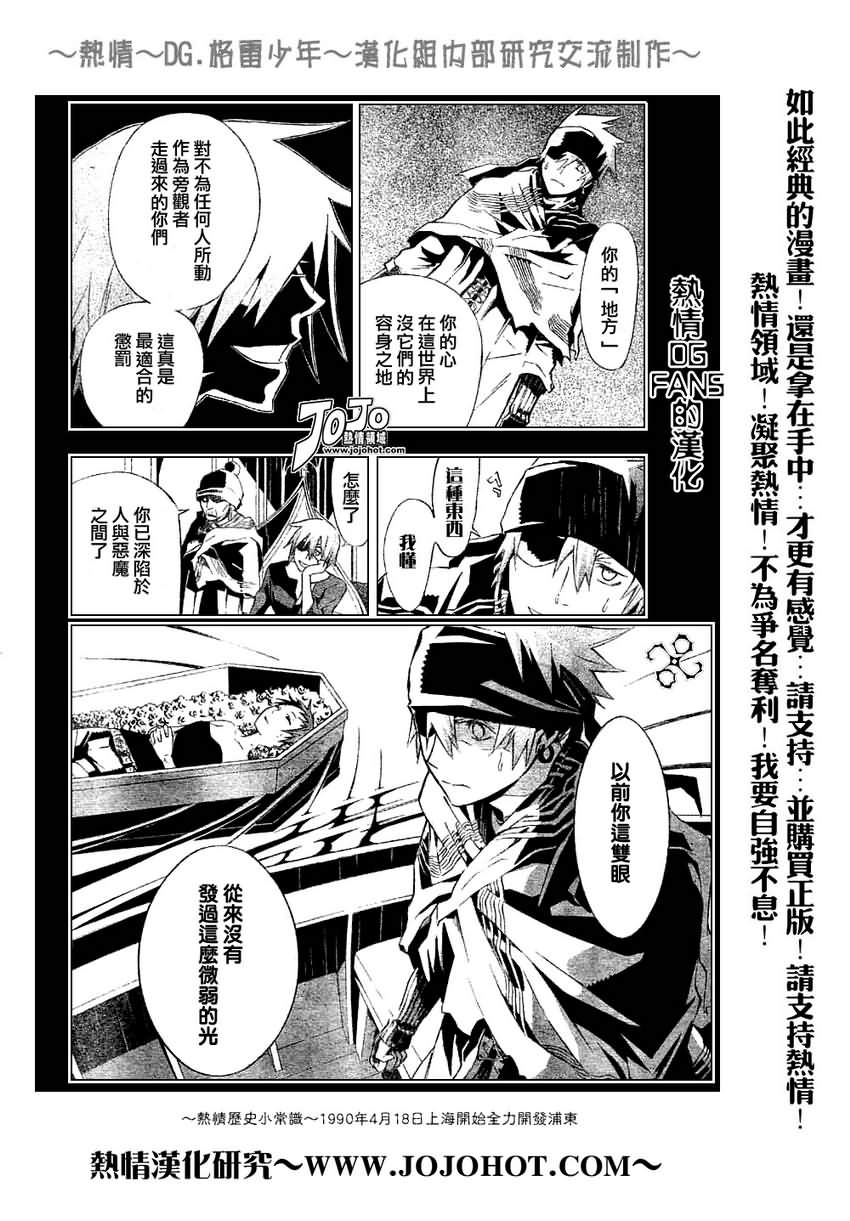 ～熱情～DG.格雷少年～漢化組内部研究交流制作～
如此經典的漫畫！還是拿在手中…才更有感覺…請支持…並購買正版！請支持熱情！
熱情領域！凝聚熱情！不為爭名奪利！我要自強不息！
熱情
DG
FANS
的漢化
你的「地方」
你的心
在這世界上
沒它們的
容身之地
對不為任何人所動
作為旁觀者
走過來的你們
這真是
最適合的
懲罰
JOJO
熱情領域
www.jojohot.com
這種東西
我懂
怎麼了
你已深陷於
人與惡魔
之間了
以前你這雙眼
從來沒有
發過這麼微弱的光
～熱情歷史小常識～1990年4月18日上海開始全力開發浦東
熱情漢化研究～WWW.JOJOHOT.COM～